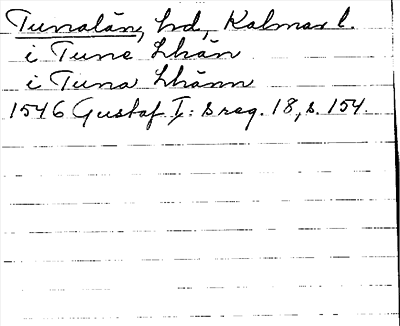 Tunalän, hd, Kalmar l.
i Tune Lhän
i Tuna Lhänn
1546 Gustaf I: s reg. 18, s. 154.